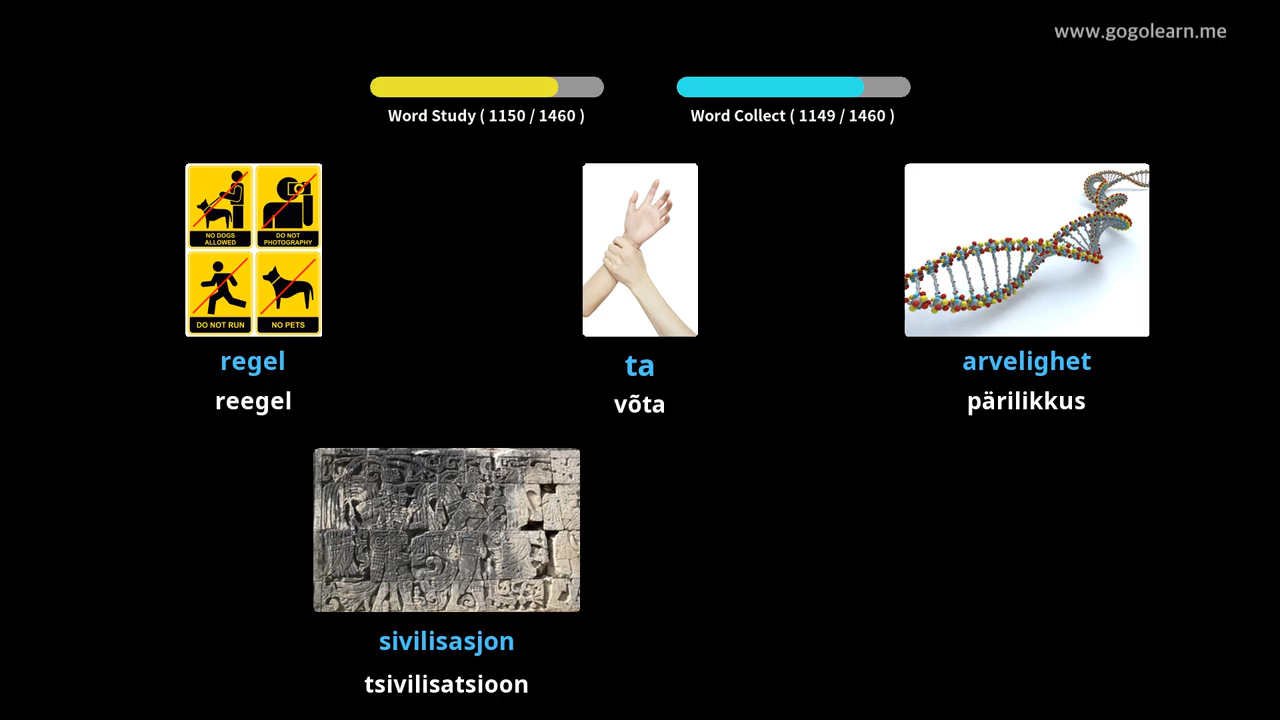 www.gogolearn.me
Word Study ( 1150 / 1460 )
Word Collect ( 1149 / 1460 )
NO DOGS
ALLOWED
DO NOT
PHOTOGRAPHY
DO NOT RUN
NO PETS
regel
reegel
ta
võta
arvelighet
pärilikkus
sivilisasjon
tsivilisatsioon